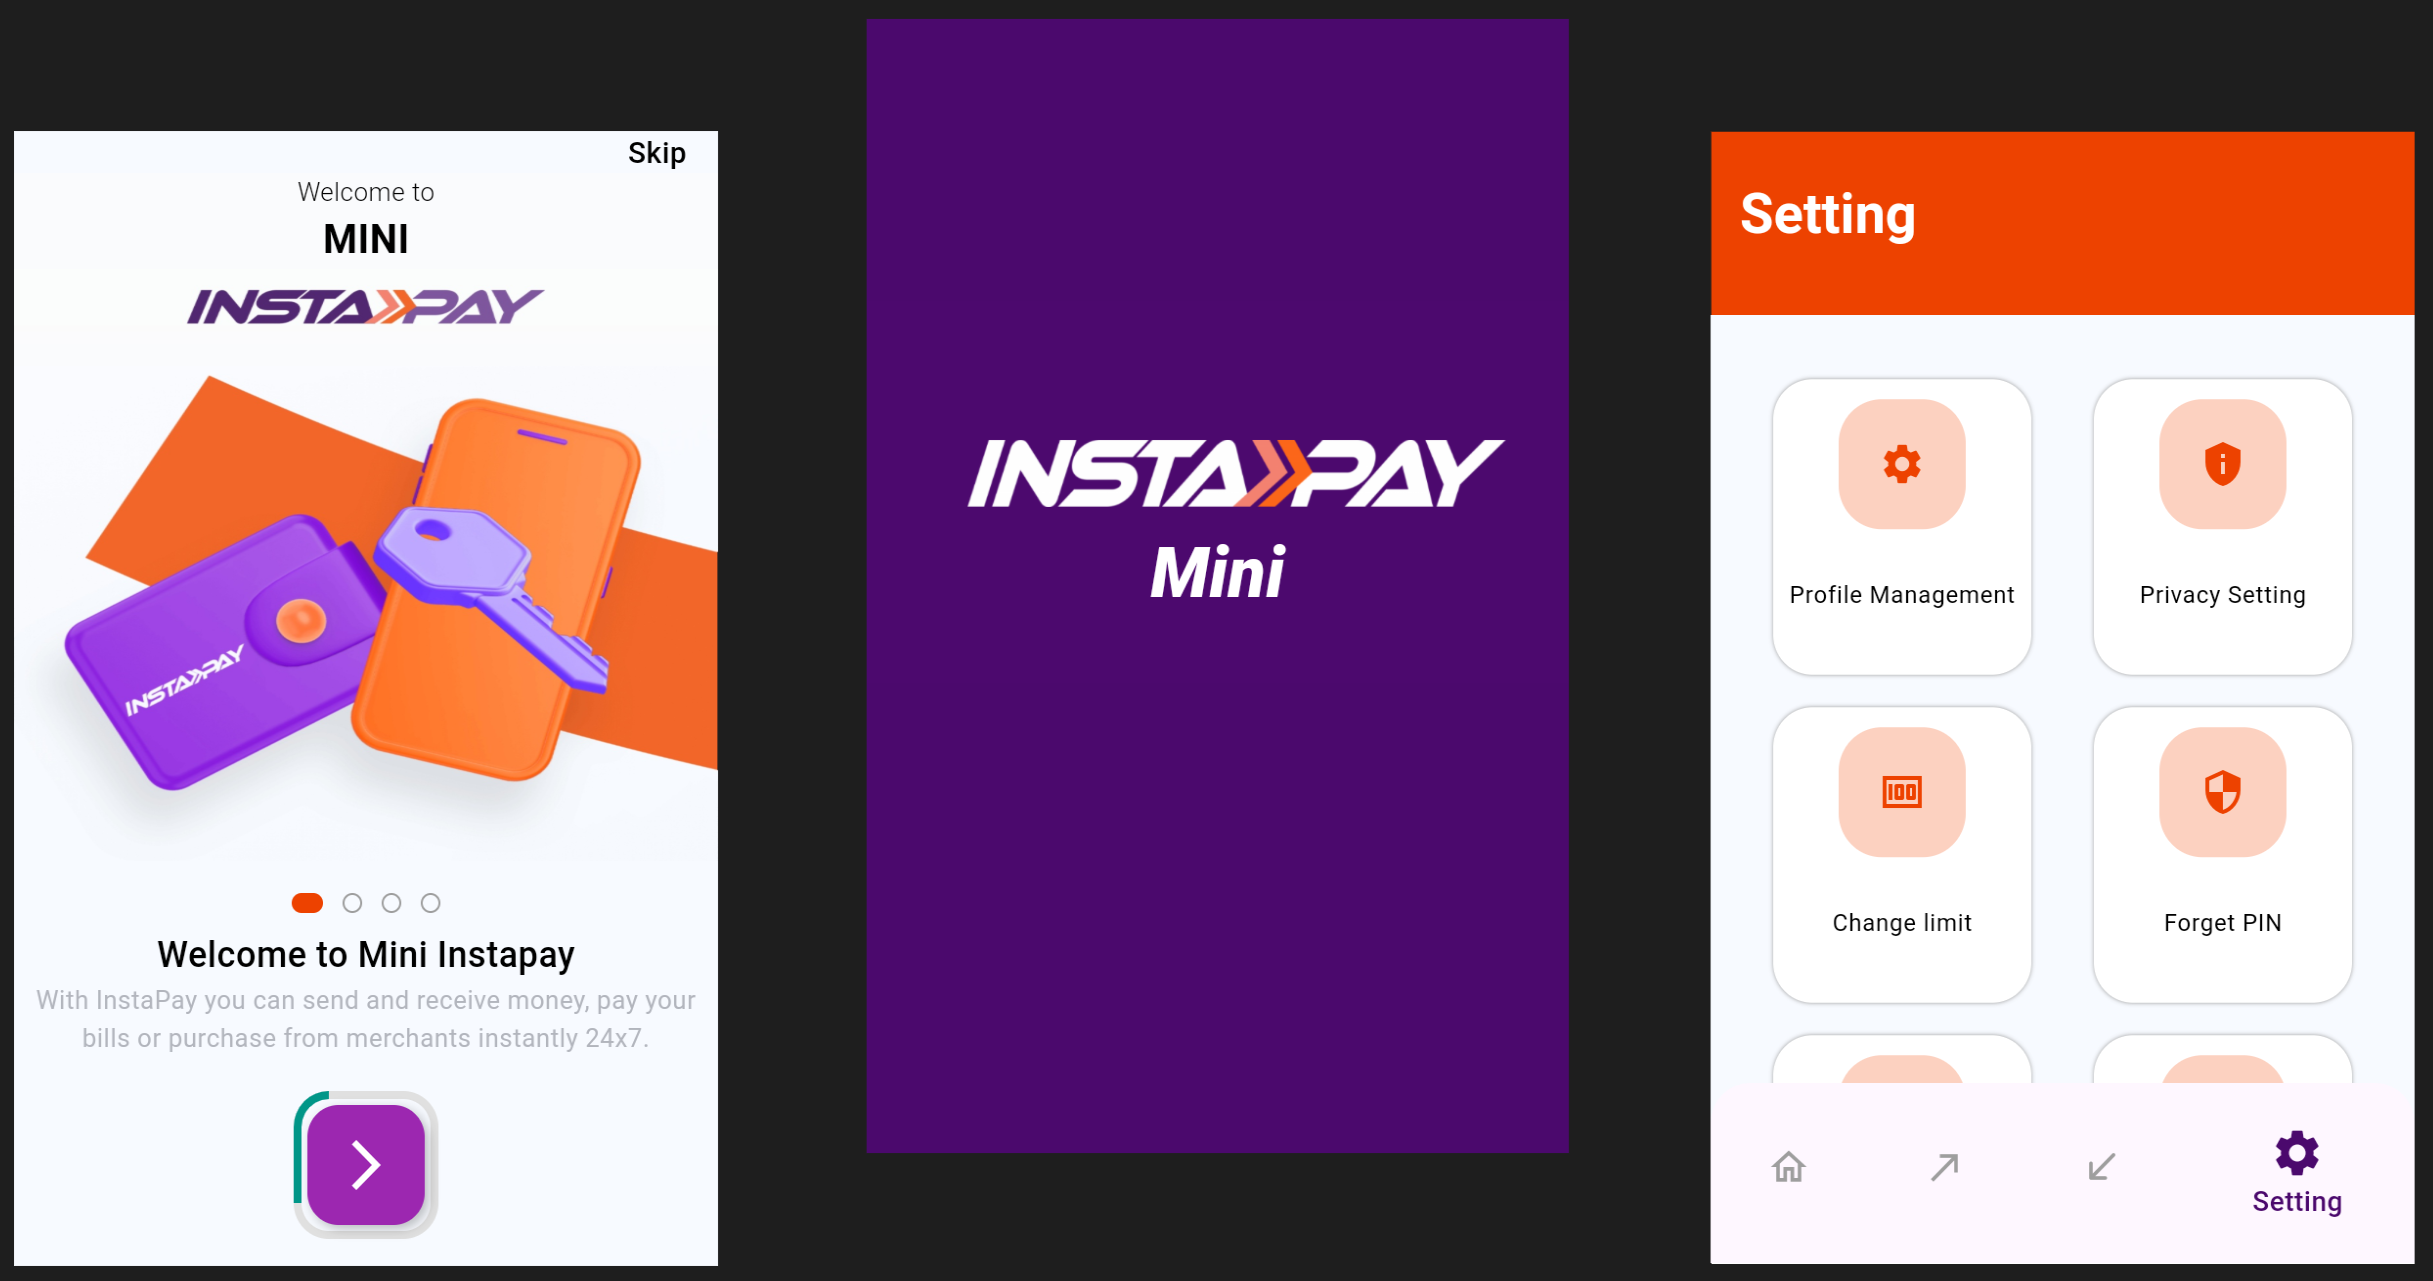 Skip
Welcome to
MINI
INSTAPAY
INSTAPAY
Welcome to Mini Instapay
With InstaPay you can send and receive money, pay your
bills or purchase from merchants instantly 24x7.
INSTAPAY
Mini
Setting
Profile Management
Privacy Setting
100
Change limit
Forget PIN
Setting